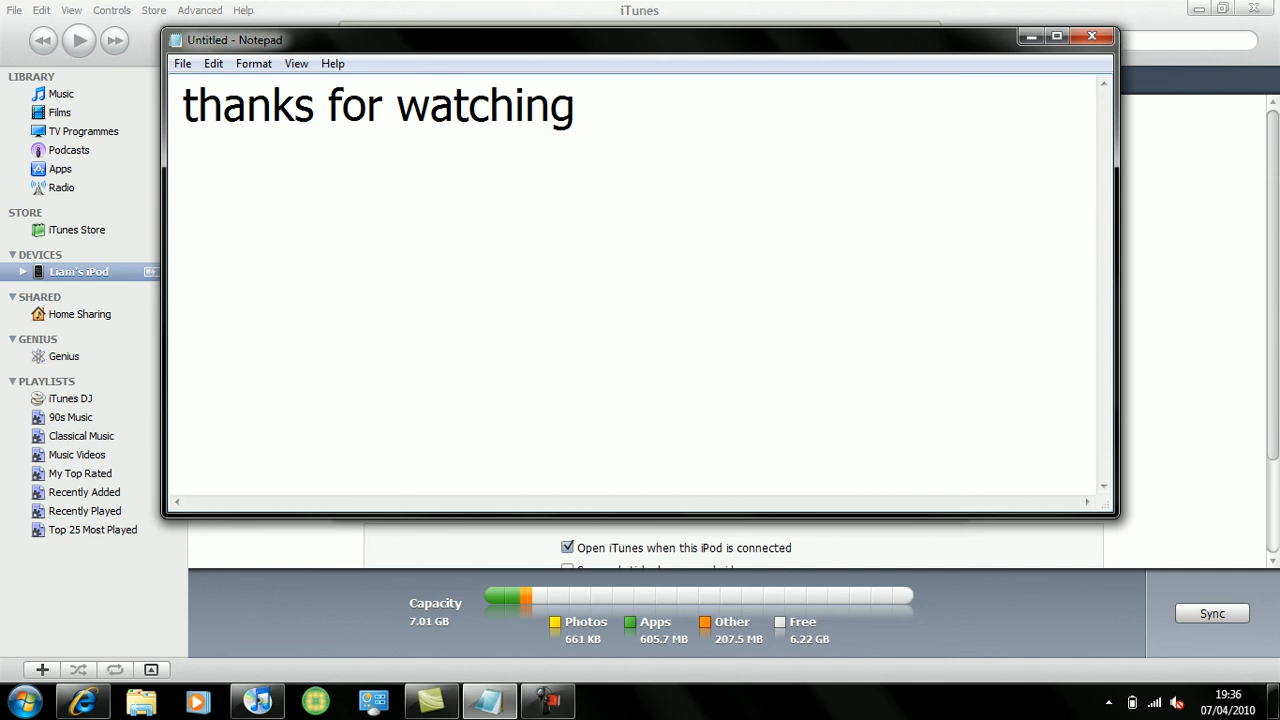 File Edit View Controls Store Advanced Help
iTunes
Untitled - Notepad
File Edit Format View Help
thanks for watching
LIBRARY
Music
Films
TV Programmes
Podcasts
Apps
Radio
STORE
iTunes Store
DEVICES
Liam's iPod
SHARED
Home Sharing
GENIUS
Genius
PLAYLISTS
iTunes DJ
90s Music
Classical Music
Music Videos
My Top Rated
Recently Added
Recently Played
Top 25 Most Played
Open iTunes when this iPod is connected
Capacity
7.01 GB
Photos
661 KB
Apps
605.7 MB
Other
207.5 MB
Free
6.22 GB
Sync
19:36
07/04/2010